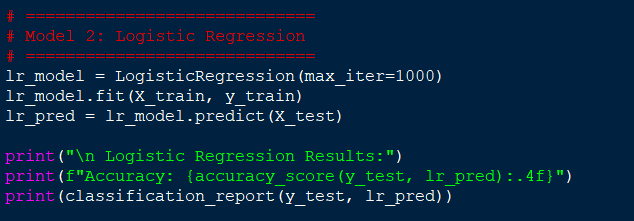 # =============================
# Model 2: Logistic Regression
# =============================
lr_model = LogisticRegression(max_iter=1000)
lr_model.fit(X_train, y_train)
lr_pred = lr_model.predict(X_test)
print("\n Logistic Regression Results:")
print(f"Accuracy: {accuracy_score(y_test, lr_pred):.4f}")
print(classification_report(y_test, lr_pred))